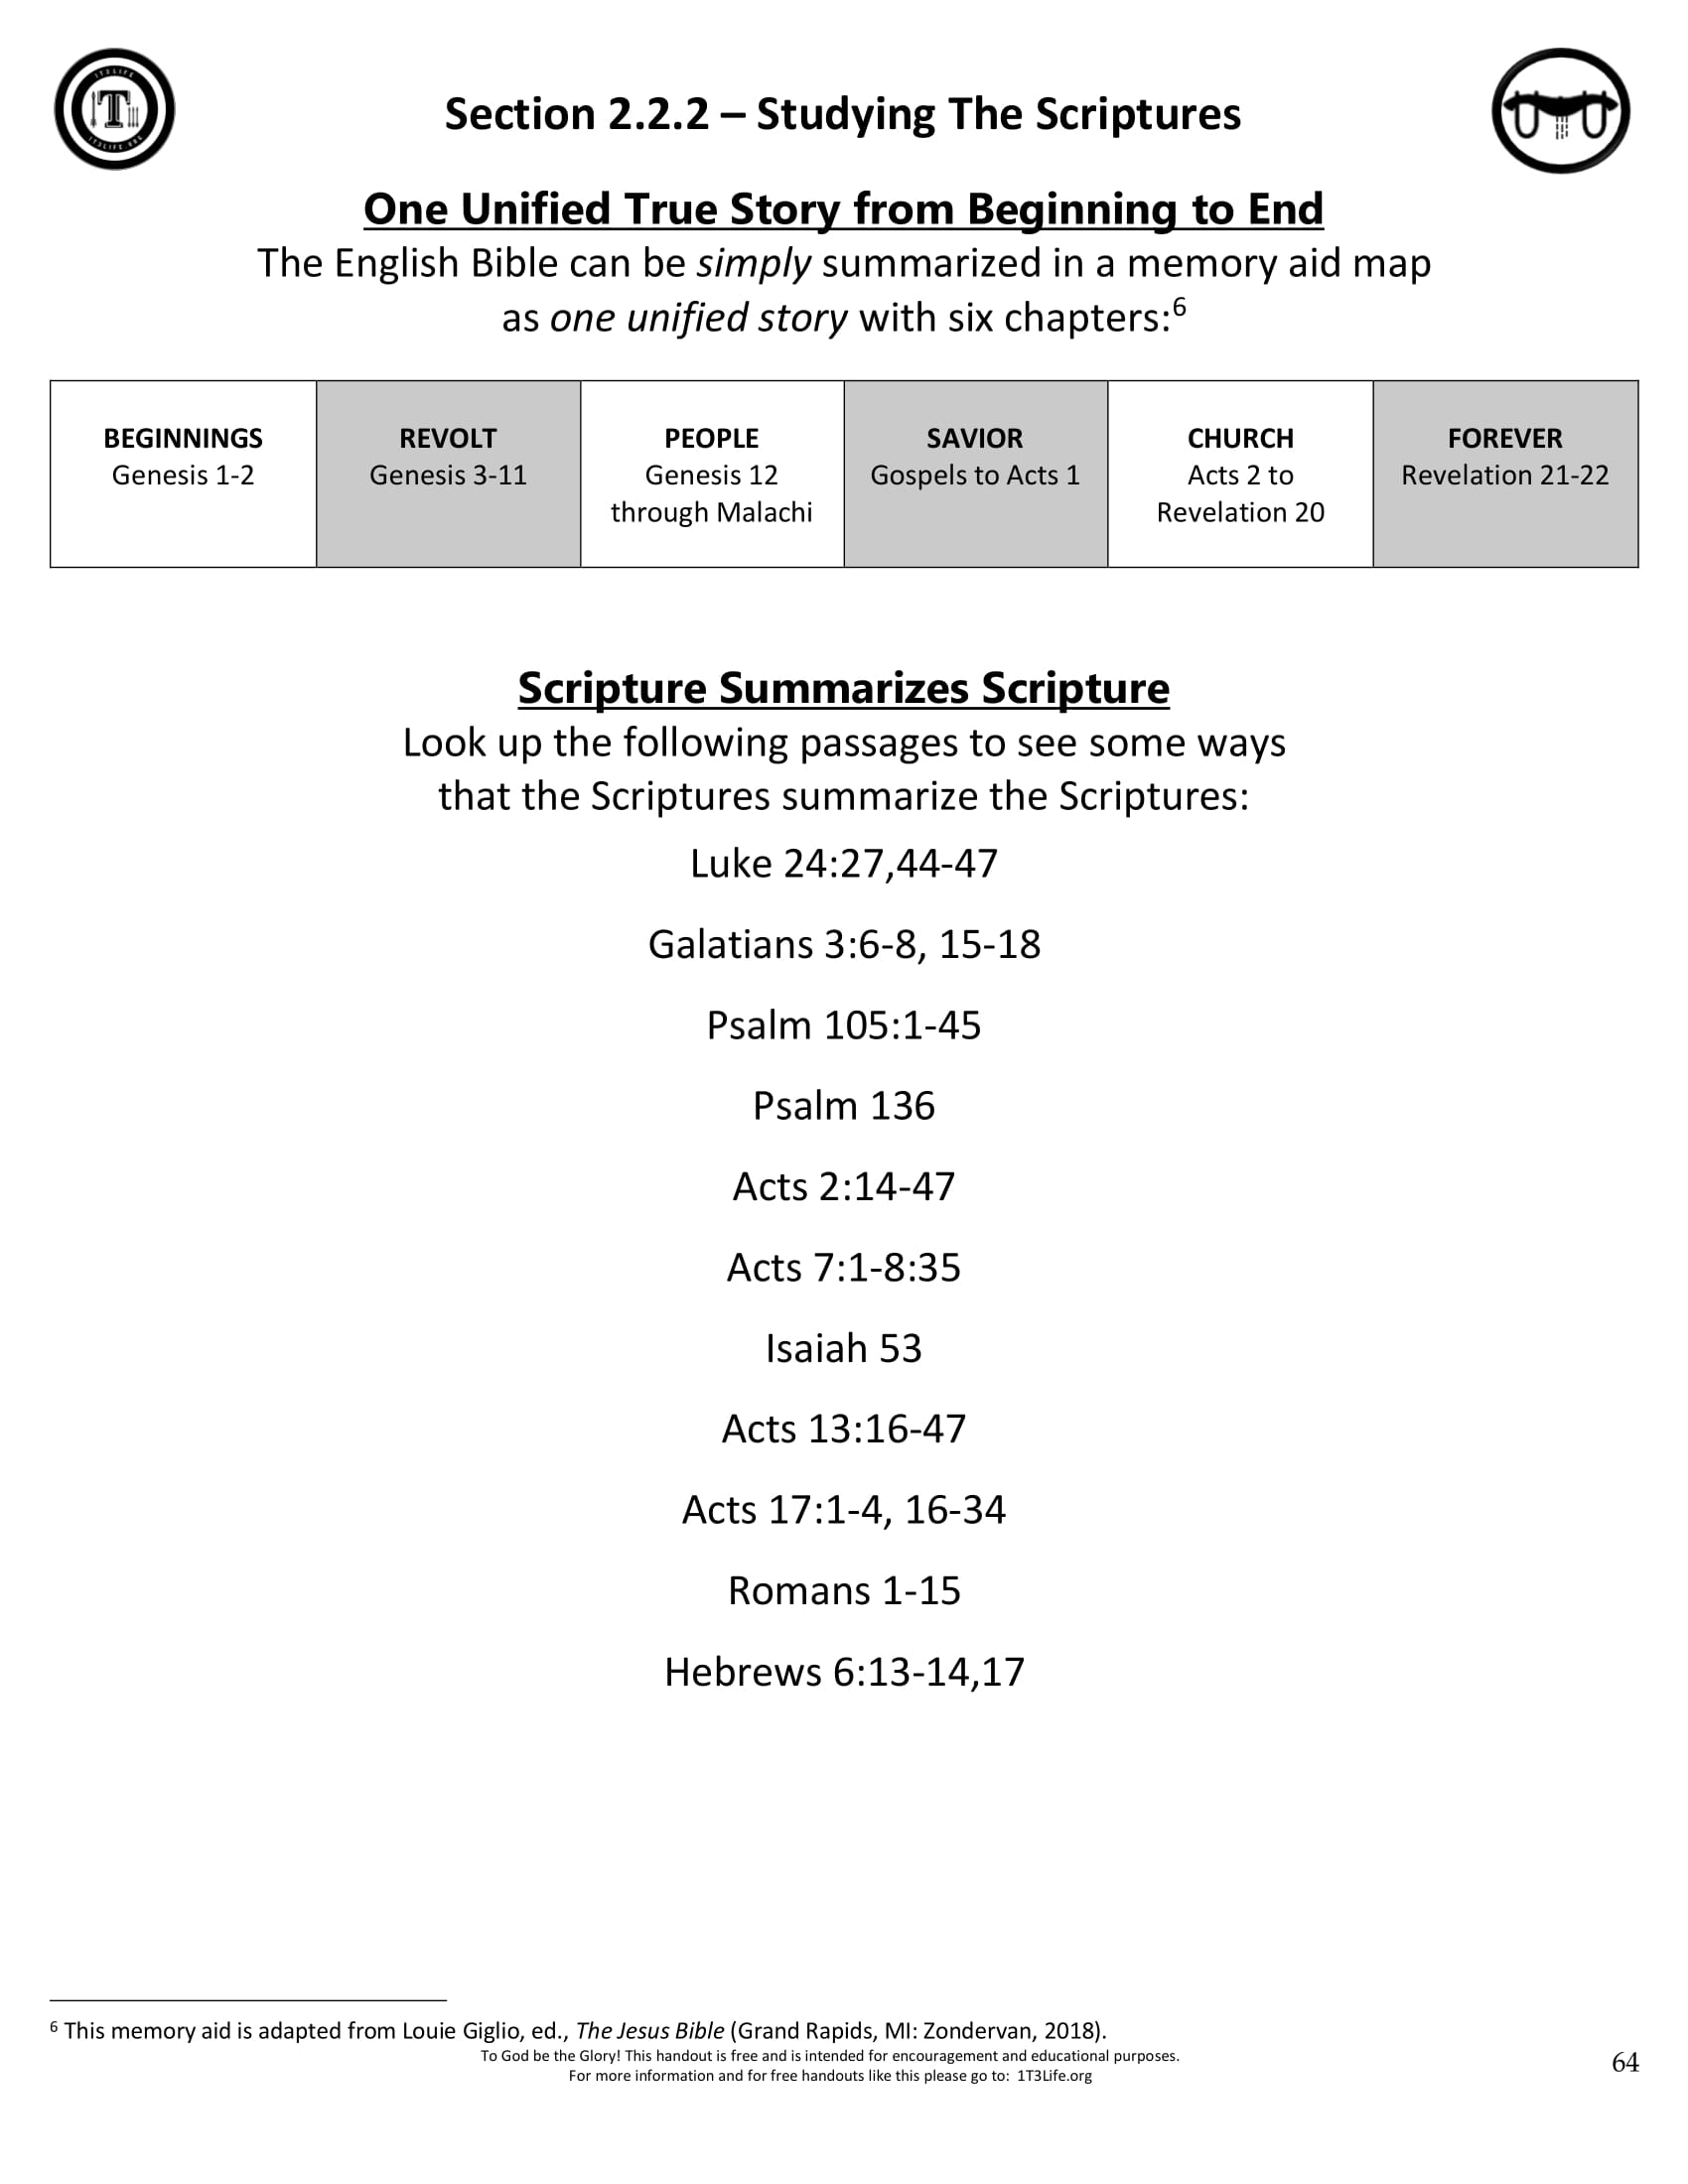 1T3LIFE
T
1T3LIFE.ORG
Section 2.2.2 – Studying The Scriptures
One Unified True Story from Beginning to End
The English Bible can be simply summarized in a memory aid map
as one unified story with six chapters:6
BEGINNINGS
Genesis 1-2
REVOLT
Genesis 3-11
PEOPLE
Genesis 12
through Malachi
SAVIOR
Gospels to Acts 1
CHURCH
Acts 2 to
Revelation 20
FOREVER
Revelation 21-22
Scripture Summarizes Scripture
Look up the following passages to see some ways
that the Scriptures summarize the Scriptures:
Luke 24:27,44-47
Galatians 3:6-8, 15-18
Psalm 105:1-45
Psalm 136
Acts 2:14-47
Acts 7:1-8:35
Isaiah 53
Acts 13:16-47
Acts 17:1-4, 16-34
Romans 1-15
Hebrews 6:13-14,17
6 This memory aid is adapted from Louie Giglio, ed., The Jesus Bible (Grand Rapids, MI: Zondervan, 2018).
To God be the Glory! This handout is free and is intended for encouragement and educational purposes.
For more information and for free handouts like this please go to: 1T3Life.org
64